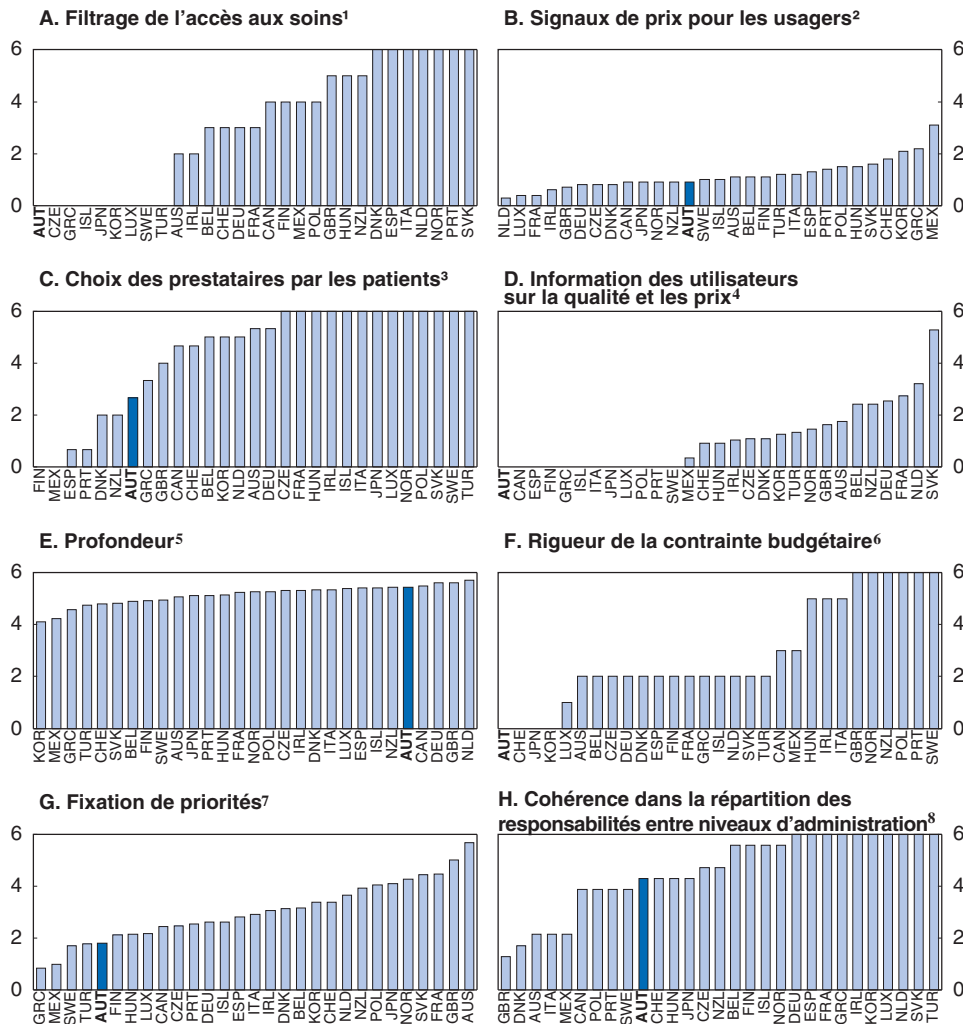 A. Filtrage de l'accès aux soins¹
6
4
2
0
AUT CZE GRC ISL JPN KOR LUX SWE TUR AUS IRL BEL CHE DEU FRA CAN FIN MEX POL GBR HUN NZL DNK ESP ITA NLD NOR PRT SVK
B. Signaux de prix pour les usagers²
6
4
2
0
NLD LUX FRA IRL GBR DEU CZE DNK CAN JPN NOR NZL AUT SWE ISL AUS BEL FIN TUR ITA ESP PRT POL HUN SVK CHE KOR GRC MEX
C. Choix des prestataires par les patients³
6
4
2
0
FIN MEX ESP PRT DNK NZL AUT GRC GBR CAN CHE BEL KOR NLD AUS DEU CZE FRA HUN IRL ISL ITA JPN LUX NOR POL SVK SWE TUR
D. Information des utilisateurs
sur la qualité et les prix⁴
6
4
2
0
AUT CAN ESP FIN GRC ISL ITA JPN LUX POL PRT SWE MEX CHE HUN IRL CZE DNK KOR TUR NOR GBR AUS BEL NZL DEU FRA NLD SVK
E. Profondeur⁵
6
4
2
0
KOR MEX GRC TUR CHE SVK BEL FIN SWE AUS JPN PRT HUN FRA NOR POL CZE DNK ITA LUX ESP ISL NZL AUT CAN DEU GBR NLD
F. Rigueur de la contrainte budgétaire⁶
6
4
2
0
AUT CHE JPN KOR LUX AUS BEL CZE DEU DNK ESP FIN FRA GRC ISL NLD SVK TUR CAN MEX HUN IRL ITA GBR NOR NZL POL PRT SWE
G. Fixation de priorités⁷
6
4
2
0
GRC MEX SWE TUR AUT FIN HUN LUX CAN CZE PRT DEU ISL ESP ITA IRL DNK BEL KOR CHE NLD NZL POL JPN NOR SVK FRA GBR AUS
H. Cohérence dans la répartition des
responsabilités entre niveaux d'administration⁸
6
4
2
0
GBR DNK AUS ITA MEX CAN POL PRT SWE AUT CHE HUN JPN CZE NZL BEL FIN ISL NOR DEU ESP FRA GRC IRL KOR LUX NLD SVK TUR